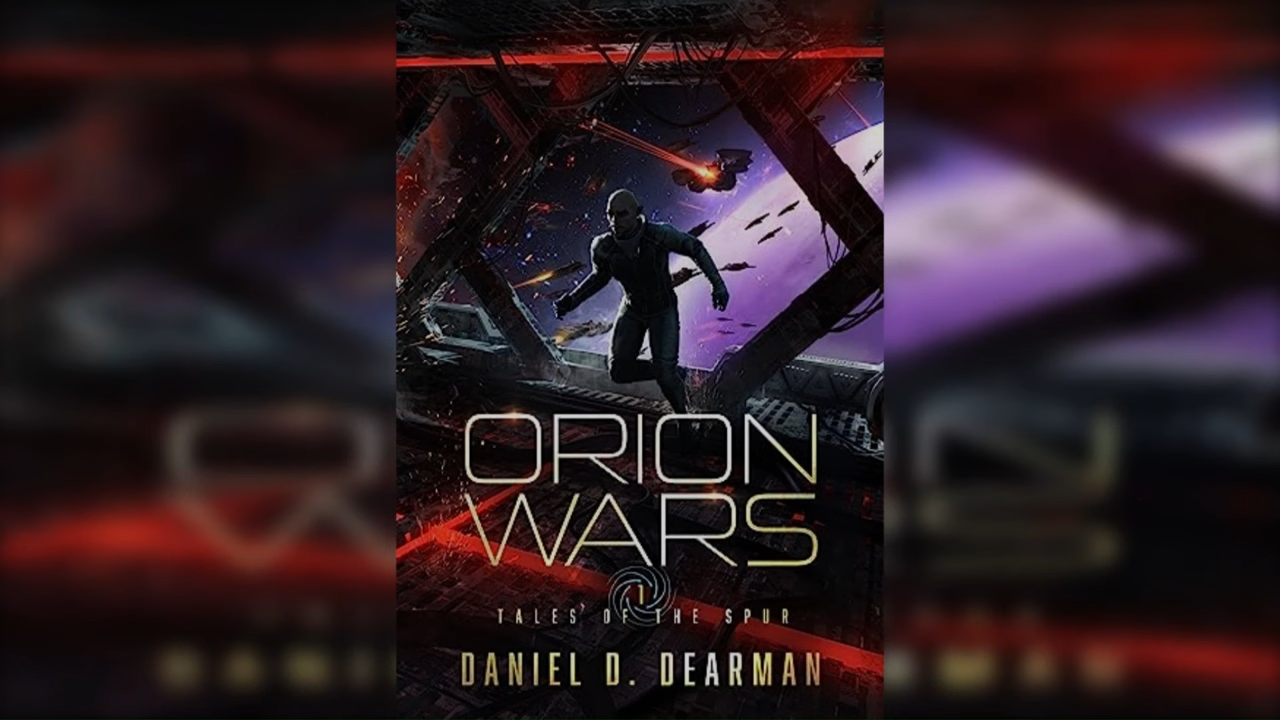 ORION
WARS
1
TALES OF THE SPUR
DANIEL D. DEARMAN